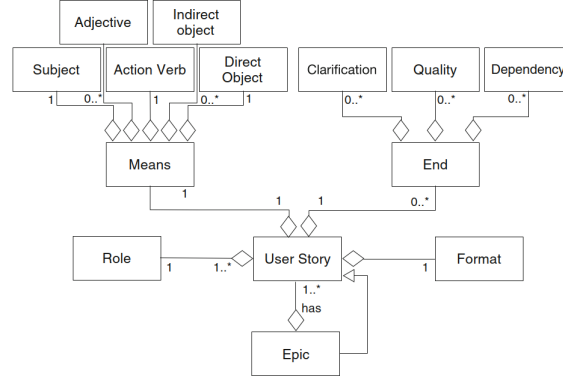 Adjective
Indirect
object
Subject
Action Verb
Direct
Object
Clarification
Quality
Dependency
1
0..*
1
0..*
1
0..*
0..*
0..*
Means
End
1
1
1
0..*
Role
User Story
Format
1
1..*
1
1..*
has
Epic